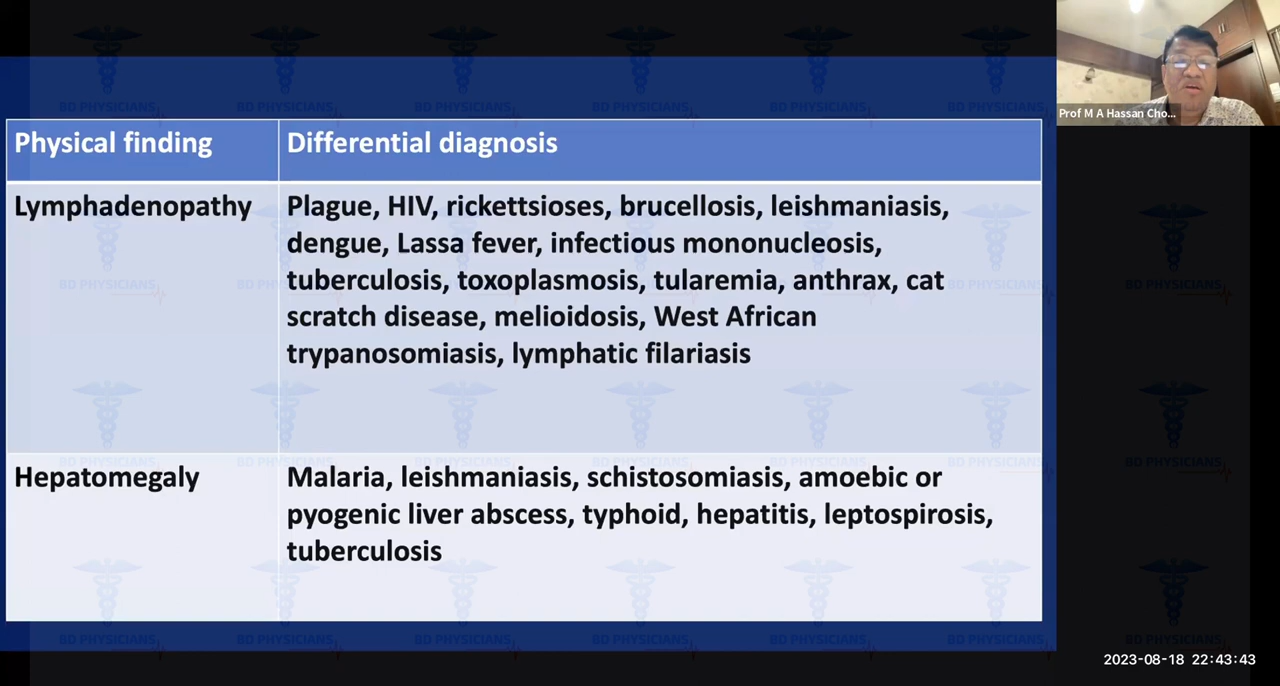 Physical finding
Differential diagnosis
Lymphadenopathy
Plague, HIV, rickettsioses, brucellosis, leishmaniasis,
dengue, Lassa fever, infectious mononucleosis,
tuberculosis, toxoplasmosis, tularemia, anthrax, cat
scratch disease, melioidosis, West African
trypanosomiasis, lymphatic filariasis
Hepatomegaly
Malaria, leishmaniasis, schistosomiasis, amoebic or
pyogenic liver abscess, typhoid, hepatitis, leptospirosis,
tuberculosis
Prof M A Hassan Cho...
BD PHYSICIANS
2023-08-18 22:43:43